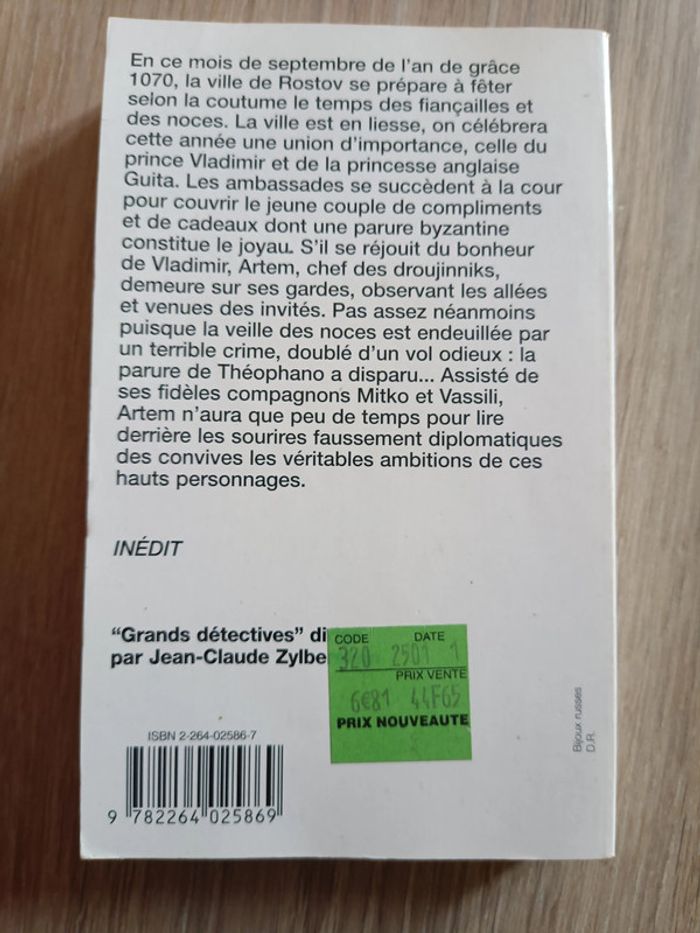 En ce mois de septembre de l'an de grâce
1070, la ville de Rostov se prépare à fêter
selon la coutume le temps des fiançailles et
des noces. La ville est en liesse, on célébrera
cette année une union d'importance, celle du
prince Vladimir et de la princesse anglaise
Guita. Les ambassades se succèdent à la cour
pour couvrir le jeune couple de compliments
et de cadeaux dont une parure byzantine
constitue le joyau. S'il se réjouit du bonheur
de Vladimir, Artem, chef des droujinniks,
demeure sur ses gardes, observant les allées
et venues des invités. Pas assez néanmoins
puisque la veille des noces est endeuillée par
un terrible crime, doublé d'un vol odieux : la
parure de Théophano a disparu... Assisté de
ses fidèles compagnons Mitko et Vassili,
Artem n'aura que peu de temps pour lire
derrière les sourires faussement diplomatiques
des convives les véritables ambitions de ces
hauts personnages.
INÉDIT
"Grands détectives" di
par Jean-Claude Zylbe
CODE DATE
320 2501 1
PRIX VENTE
6€81 44F65
PRIX NOUVEAUTE
ISBN 2-264-02586-7
9 782264 025869
Bijoux russes
D.R.